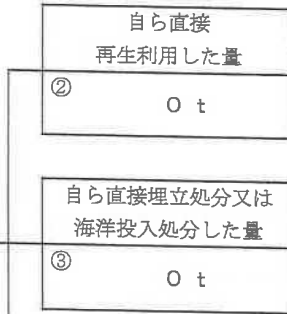 自ら直接
再生利用した量
②
0 t
自ら直接埋立処分又は
海洋投入処分した量
③
0 t